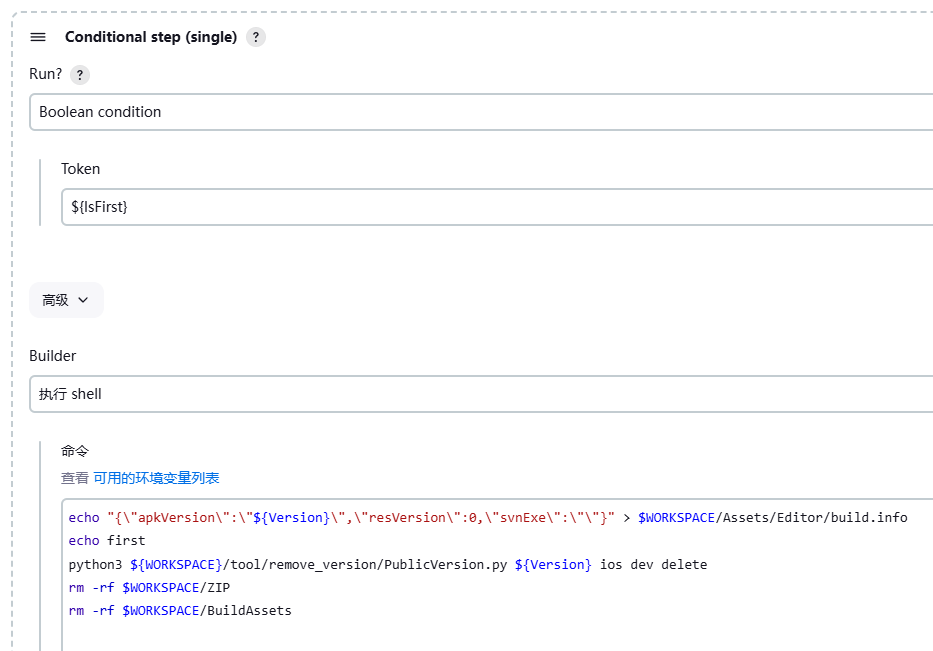 Conditional step (single) ?
Run? ?
Boolean condition
Token
${IsFirst}
高级
Builder
执行 shell
命令
查看 可用的环境变量列表
echo "{\"apkVersion\":\"${Version}\",\"resVersion\":0,\"svnExe\":\"\"}" > $WORKSPACE/Assets/Editor/build.info
echo first
python3 ${WORKSPACE}/tool/remove_version/PublicVersion.py ${Version} ios dev delete
rm -rf $WORKSPACE/ZIP
rm -rf $WORKSPACE/BuildAssets